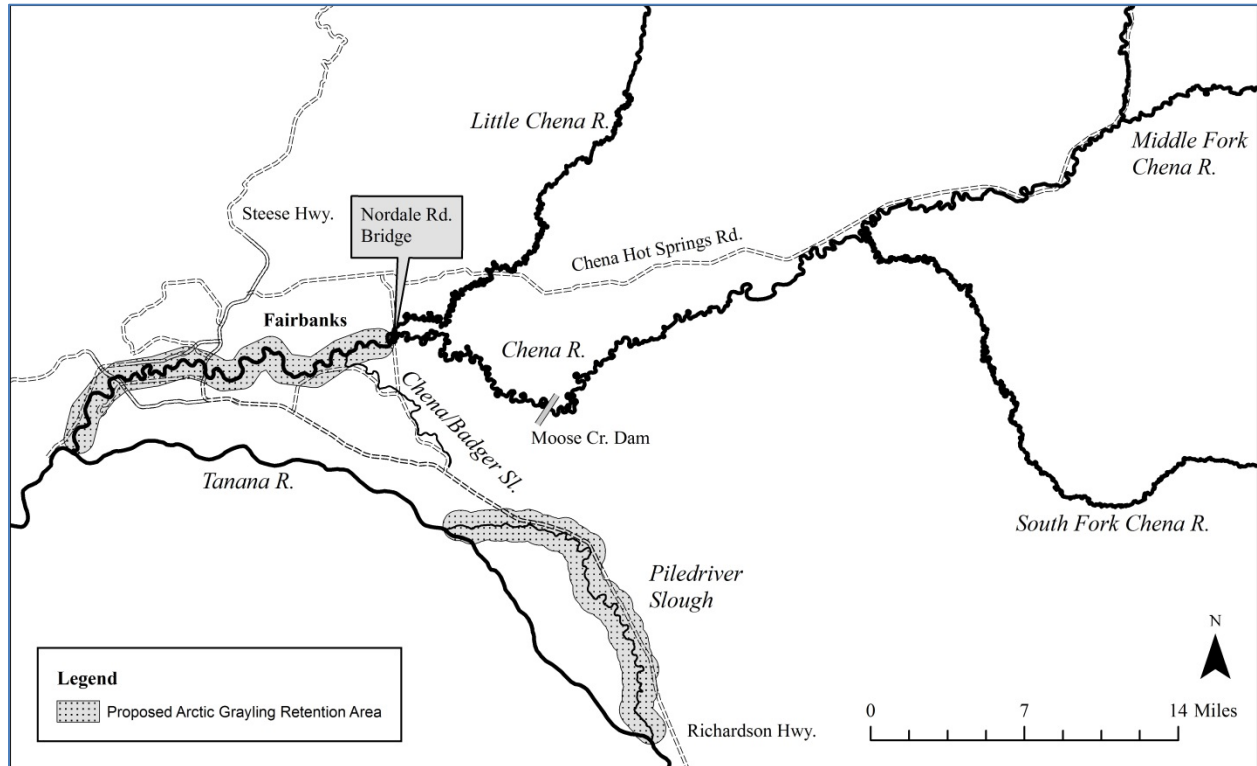 Little Chena R.
Middle Fork
Chena R.
Steese Hwy.
Nordale Rd.
Bridge
Chena Hot Springs Rd.
Fairbanks
Chena R.
Chena/Badger Sl.
Moose Cr. Dam
Tanana R.
South Fork Chena R.
Piledriver
Slough
N
Legend
Proposed Arctic Grayling Retention Area
Richardson Hwy.
0 7 14 Miles